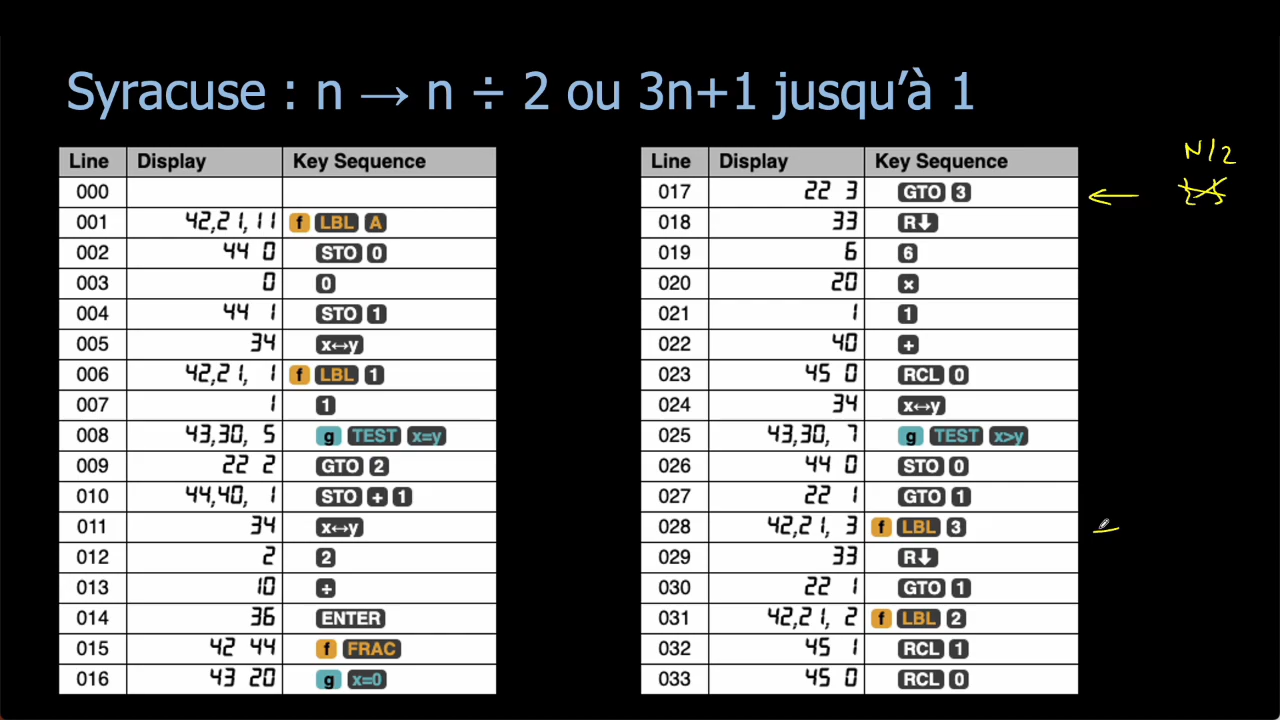 Syracuse : n → n ÷ 2 ou 3n+1 jusqu’à 1
Line Display Key Sequence
000
001 42,21,11 f LBL A
002 44 0 STO 0
003 0 0
004 44 1 STO 1
005 34 x↔y
006 42,21, 1 f LBL 1
007 1 1
008 43,30, 5 g TEST x=y
009 22 2 GTO 2
010 44,40, 1 STO + 1
011 34 x↔y
012 2 2
013 10 ÷
014 36 ENTER
015 42 44 f FRAC
016 43 20 g x=0
Line Display Key Sequence
017 22 3 GTO 3
018 33 R⬇
019 6 6
020 20 x
021 1 1
022 40 +
023 45 0 RCL 0
024 34 x↔y
025 43,30, 7 g TEST x>y
026 44 0 STO 0
027 22 1 GTO 1
028 42,21, 3 f LBL 3
029 33 R⬇
030 22 1 GTO 1
031 42,21, 2 f LBL 2
032 45 1 RCL 1
033 45 0 RCL 0
N/2